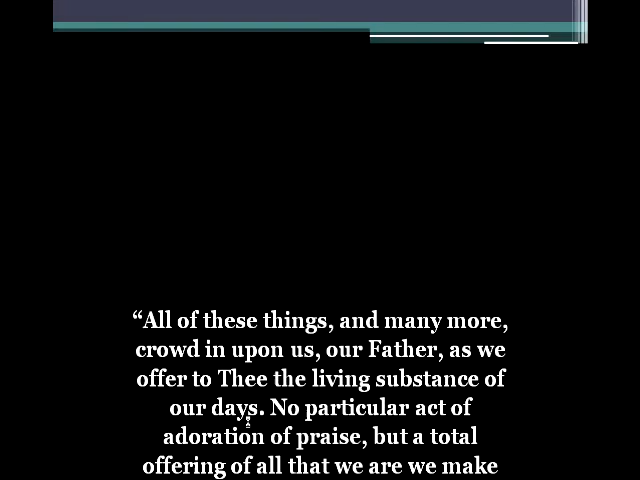 “All of these things, and many more,
crowd in upon us, our Father, as we
offer to Thee the living substance of
our days. No particular act of
adoration of praise, but a total
offering of all that we are we make